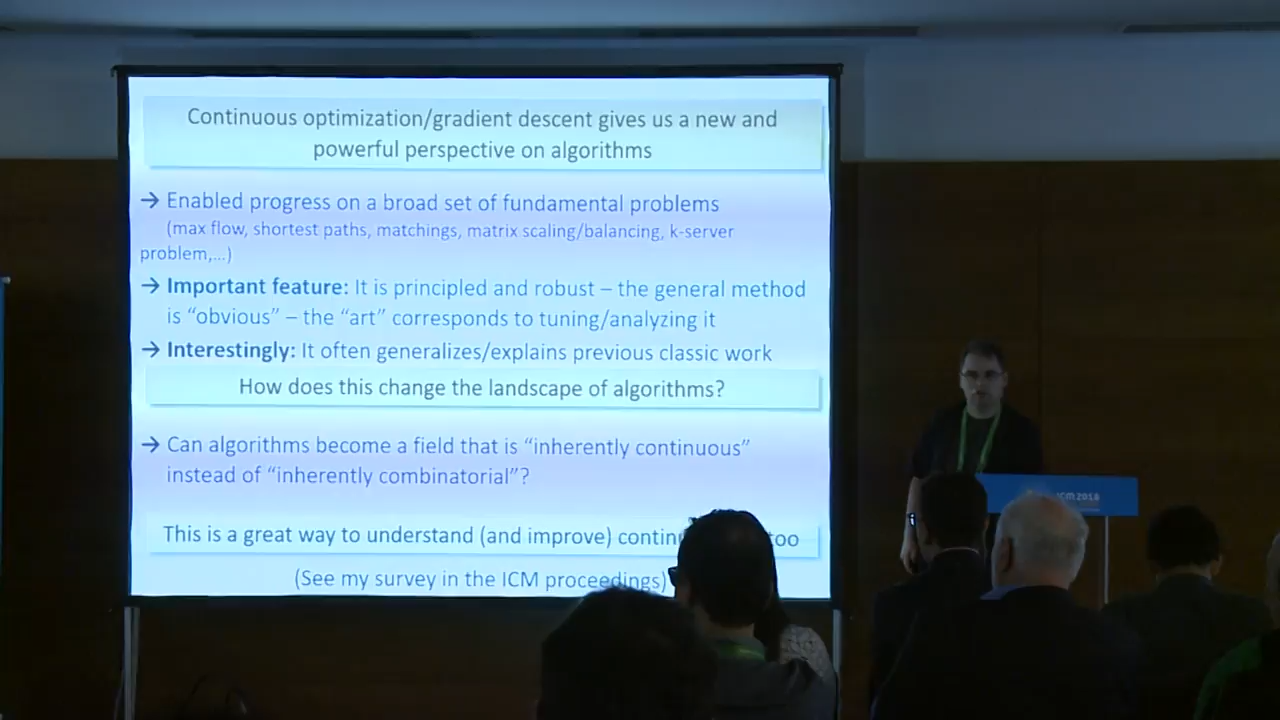 Continuous optimization/gradient descent gives us a new and
powerful perspective on algorithms
→ Enabled progress on a broad set of fundamental problems
(max flow, shortest paths, matchings, matrix scaling/balancing, k-server
problem,...)
→ Important feature: It is principled and robust – the general method
is “obvious” – the “art” corresponds to tuning/analyzing it
→ Interestingly: It often generalizes/explains previous classic work
How does this change the landscape of algorithms?
→ Can algorithms become a field that is “inherently continuous”
instead of “inherently combinatorial”?
This is a great way to understand (and improve) too
(See my survey in the ICM proceedings)
ICM 2018